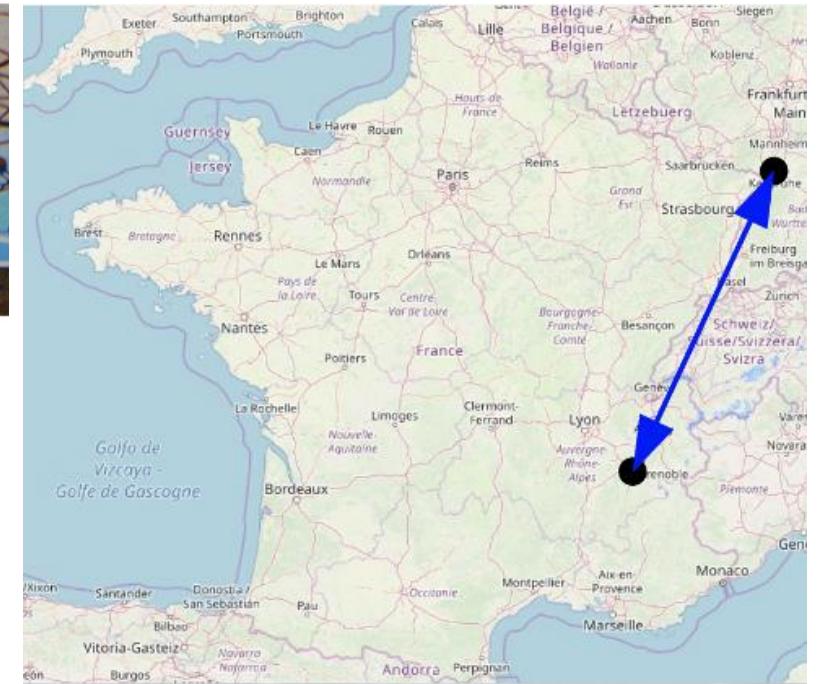 België /
Belgique /
Belgien
Aachen
Bonn
Siegen
Exeter
Southampton
Brighton
Portsmouth
Plymouth
Calais
Lille
Wallonie
Koblenz
Frankfurt
Main
Hauts-de-
France
Lëtzebuerg
Guernsey
Jersey
Le Havre
Rouen
Caen
Normandie
Paris
Reims
Saarbrücken
Mannheim
Grand
Est
Strasbourg
Brest
Bretagne
Rennes
Le Mans
Orléans
Freiburg
im Breisga
Pays de
la Loire
Tours
Centre-
Val de Loire
Zürich
Nantes
Bourgogne-
Franche-
Comté
Besançon
Schweiz/
Suisse/Svizzera/
Svizra
Poitiers
France
La Rochelle
Limoges
Clermont-
Ferrand
Lyon
Nouvelle-
Aquitaine
Auvergne-
Rhône-
Alpes
Novara
Golfo de
Vizcaya -
Golfe de Gascogne
Bordeaux
renoble
Piemonte
Monaco
/Xixón
Santander
Donostia /
San Sebastián
Pau
Occitanie
Montpellier
Aix-en-
Provence
Marseille
Bilbao
Vitoria-Gasteiz
Navarra
Burgos
Andorra
Perpignan